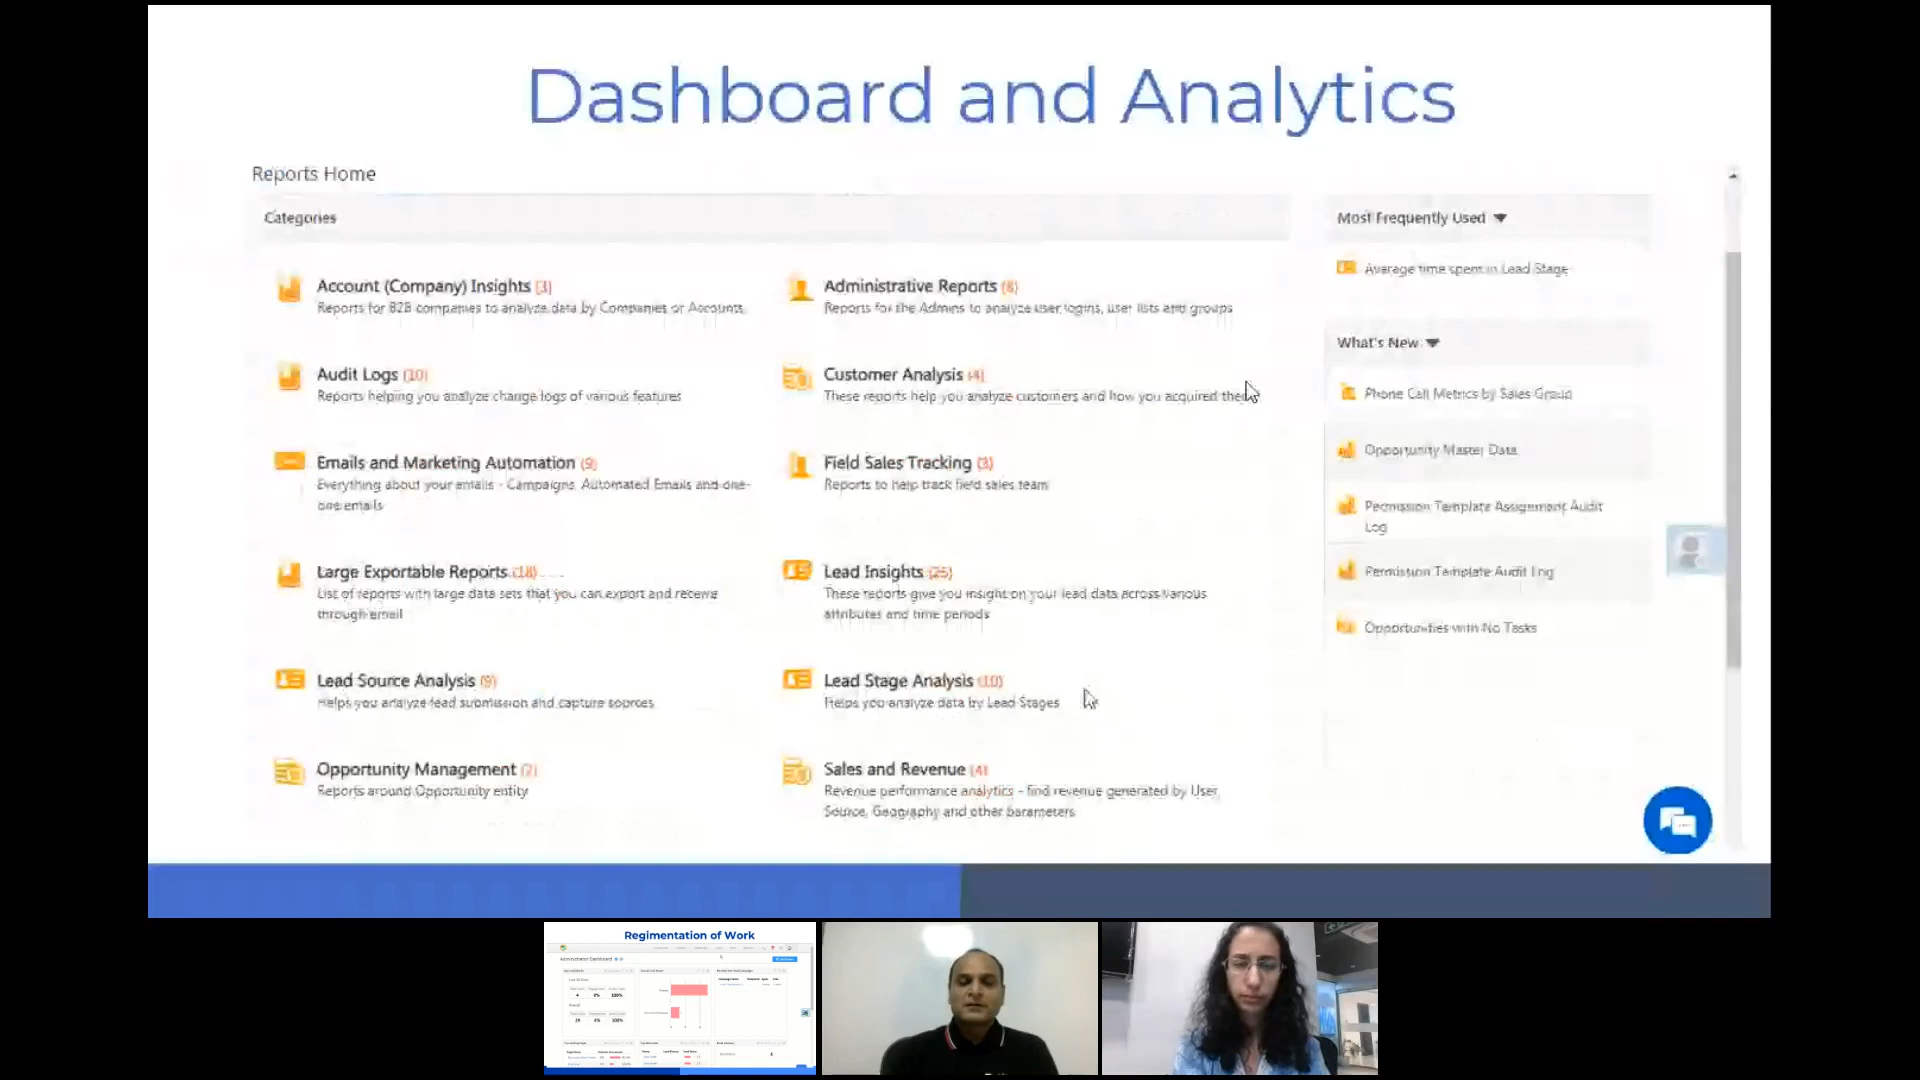 Dashboard and Analytics
Reports Home
Categories
Account (Company) Insights (3)
Reports for B2B companies to analyze data by Companies or Accounts.
Administrative Reports (8)
Reports for the Admins to analyze user logins, user lists and groups
Audit Logs (10)
Reports helping you analyze change logs of various features
Customer Analysis (4)
These reports help you analyze customers and how you acquired
Emails and Marketing Automation (9)
Everything about your emails - Campaigns, Automated Emails and one-
one emails
Field Sales Tracking (3)
Reports to help track field sales team
Large Exportable Reports (18)
List of reports with large data sets that you can export and receive
through email
Lead Insights (25)
These reports give you insight on your lead data across various
attributes and time periods
Lead Source Analysis (9)
Helps you analyze lead submission and capture sources
Lead Stage Analysis (10)
Helps you analyze data by Lead Stages
Opportunity Management
Reports around Opportunity entity
Sales and Revenue (4)
Revenue performance analytics - find revenue generated by User,
Source, Geography and other parameters
Most Frequently Used
Average time spent in Lead Stage
What's New
Phone Call Metrics by Sales Group
Opportunity Master Data
Permission Template Assignment Audit
Log
Permission Template Audit Log
Opportunities with No Tasks
Regimentation of Work
Administrator Dashboard